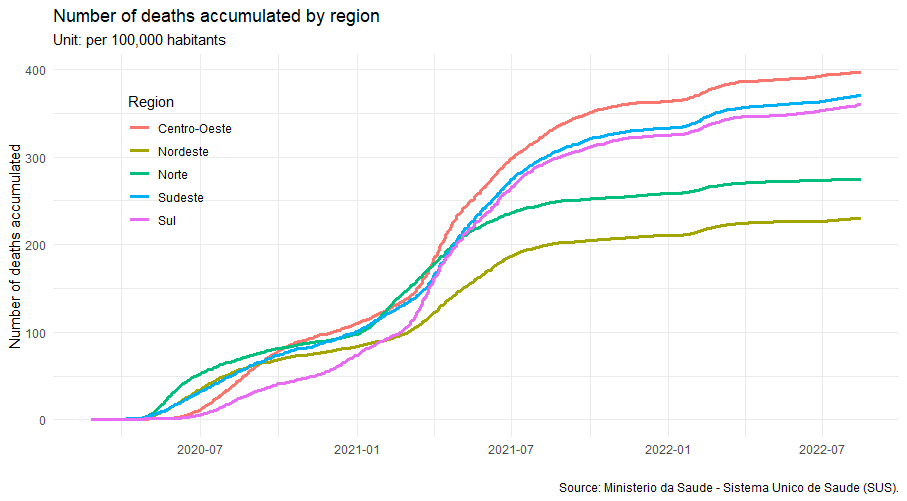 Number of deaths accumulated by region
Unit: per 100,000 habitants
Number of deaths accumulated
400
300
200
100
0
Region
Centro-Oeste
Nordeste
Norte
Sudeste
Sul
2020-07
2021-01
2021-07
2022-01
2022-07
Source: Ministerio da Saude - Sistema Unico de Saude (SUS).